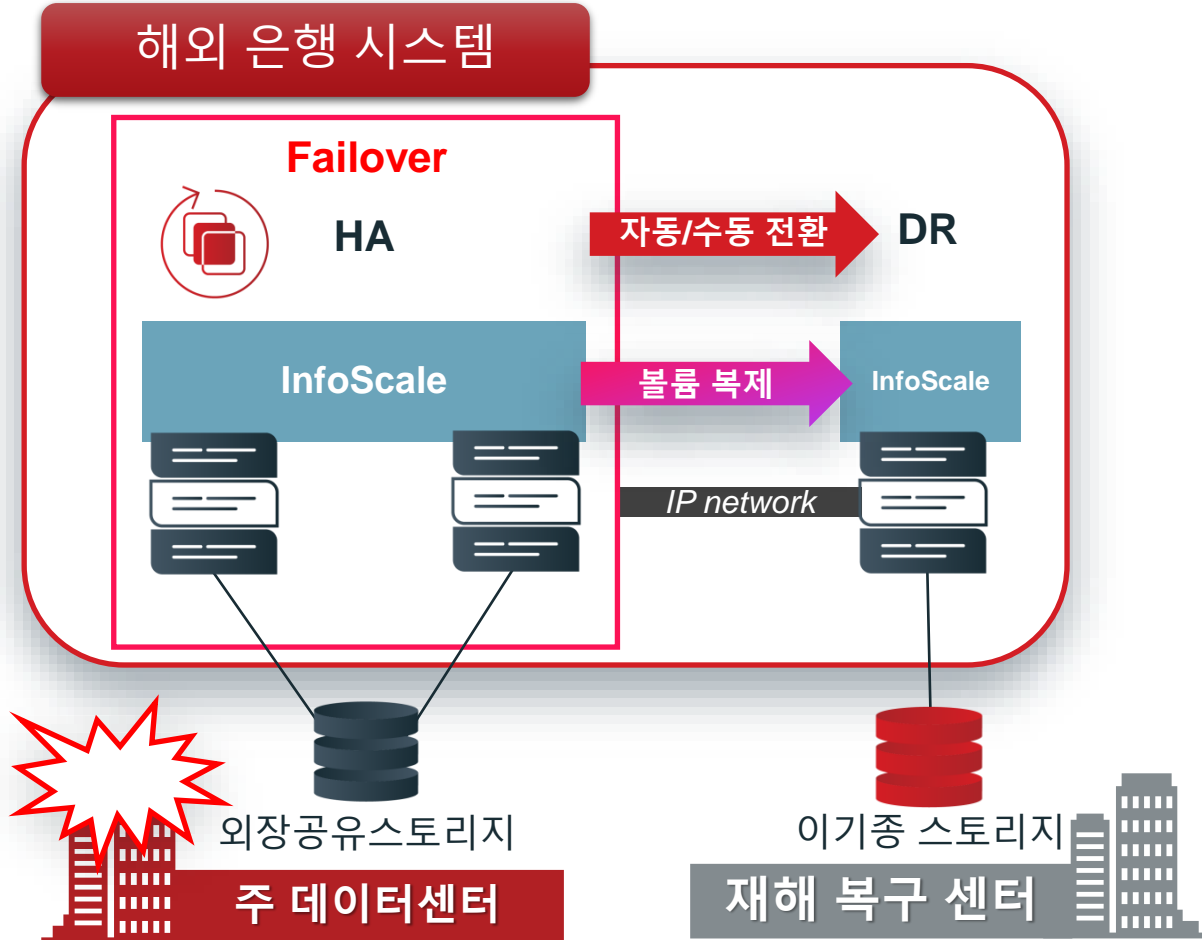 해외 은행 시스템
Failover
HA
자동/수동 전환
DR
InfoScale
볼륨 복제
InfoScale
IP network
외장공유스토리지
이기종 스토리지
주 데이터센터
재해 복구 센터